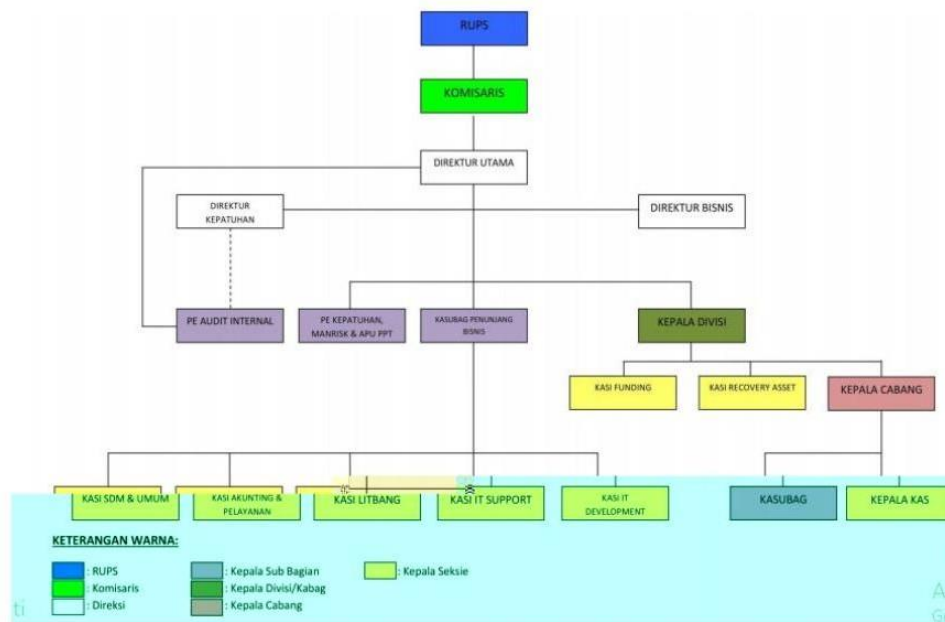 RUPS
KOMISARIS
DIREKTUR UTAMA
DIREKTUR
KEPATUHAN
DIREKTUR BISNIS
PE AUDIT INTERNAL
PE KEPATUHAN,
MANRISK & APU PPT
KASUBAG PENUNJANG
BISNIS
KEPALA DIVISI
KASI FUNDING
KASI RECOVERY ASSET
KEPALA CABANG
KASI SDM & UMUM
KASI AKUNTING &
PELAYANAN
KASI LITBANG
KASI IT SUPPORT
KASI IT
DEVELOPMENT
KASUBAG
KEPALA KAS
KETERANGAN WARNA:
: RUPS
: Komisaris
: Direksi
: Kepala Sub Bagian
: Kepala Divisi/Kabag
: Kepala Cabang
: Kepala Seksie
ti